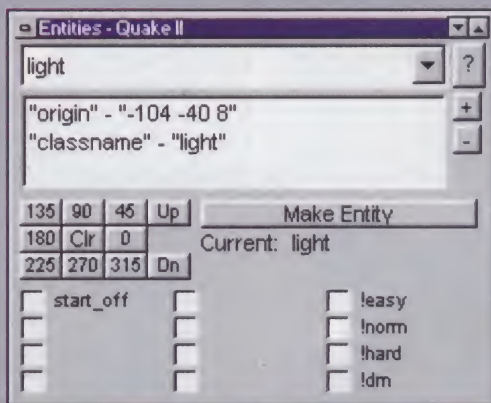 Entities - Quake II
light
?
"origin" - "-104 -40 8"
"classname" - "light"
+
-
135 90 45 Up
Make Entity
180 Clr 0
Current: light
225 270 315 Dn
start_off
!easy
!norm
!hard
!dm